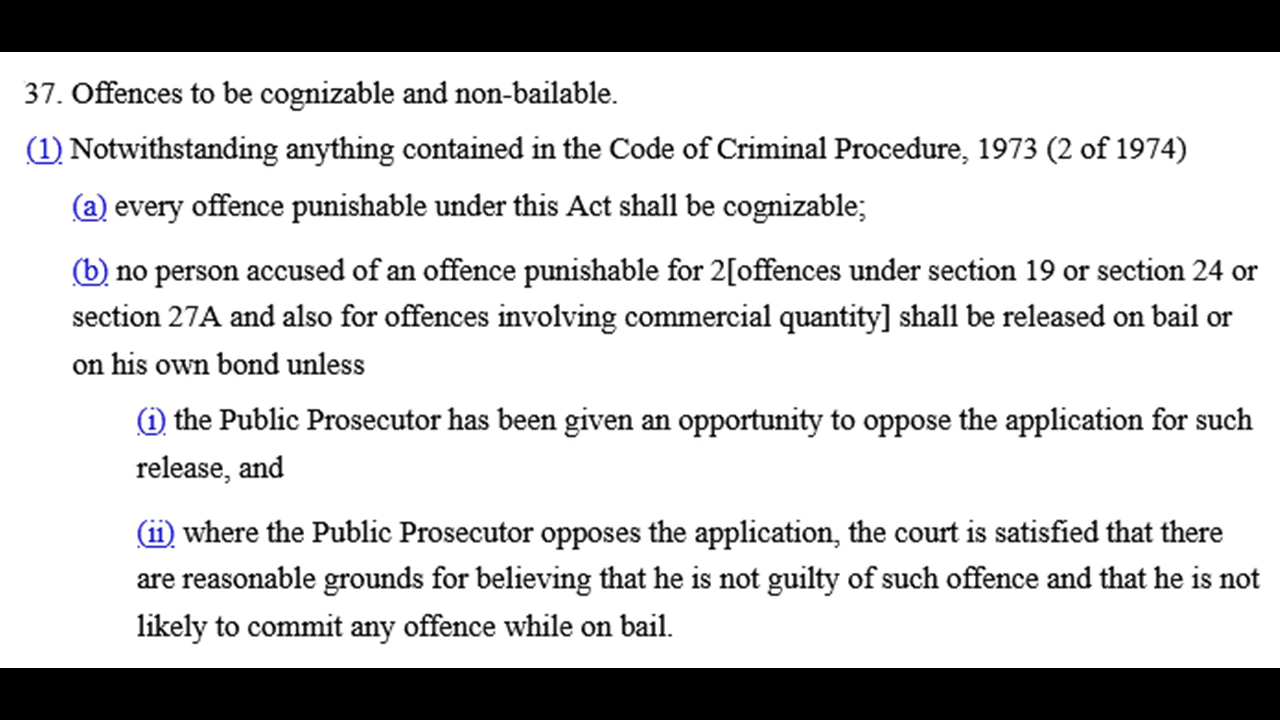 37. Offences to be cognizable and non-bailable.
(1) Notwithstanding anything contained in the Code of Criminal Procedure, 1973 (2 of 1974)
(a) every offence punishable under this Act shall be cognizable;
(b) no person accused of an offence punishable for 2[offences under section 19 or section 24 or
section 27A and also for offences involving commercial quantity] shall be released on bail or
on his own bond unless
(i) the Public Prosecutor has been given an opportunity to oppose the application for such
release, and
(ii) where the Public Prosecutor opposes the application, the court is satisfied that there
are reasonable grounds for believing that he is not guilty of such offence and that he is not
likely to commit any offence while on bail.